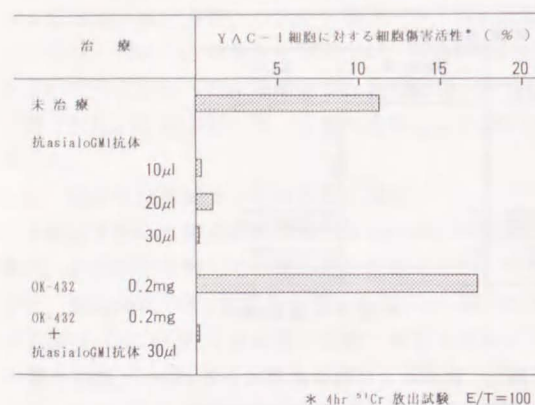 治 療
YAC-1細胞に対する細胞傷害活性* ( % )
5 10 15 20
未 治 療
抗asialoGM1抗体
10μl
20μl
30μl
OK-432 0.2mg
OK-432 0.2mg
+
抗asialoGM1抗体 30μl
* 4hr ⁵¹Cr 放出試験 E/T=100